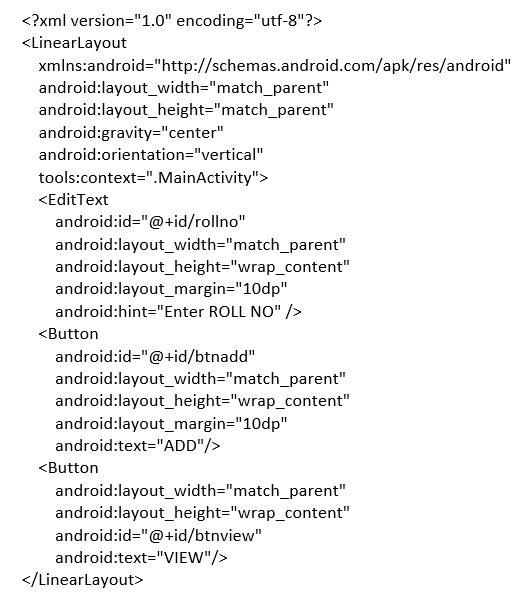 <?xml version="1.0" encoding="utf-8"?>
<LinearLayout
    xmlns:android="http://schemas.android.com/apk/res/android"
    android:layout_width="match_parent"
    android:layout_height="match_parent"
    android:gravity="center"
    android:orientation="vertical"
    tools:context=".MainActivity">
    <EditText
        android:id="@+id/rollno"
        android:layout_width="match_parent"
        android:layout_height="wrap_content"
        android:layout_margin="10dp"
        android:hint="Enter ROLL NO" />
    <Button
        android:id="@+id/btnadd"
        android:layout_width="match_parent"
        android:layout_height="wrap_content"
        android:layout_margin="10dp"
        android:text="ADD"/>
    <Button
        android:layout_width="match_parent"
        android:layout_height="wrap_content"
        android:id="@+id/btnview"
        android:text="VIEW"/>
</LinearLayout>